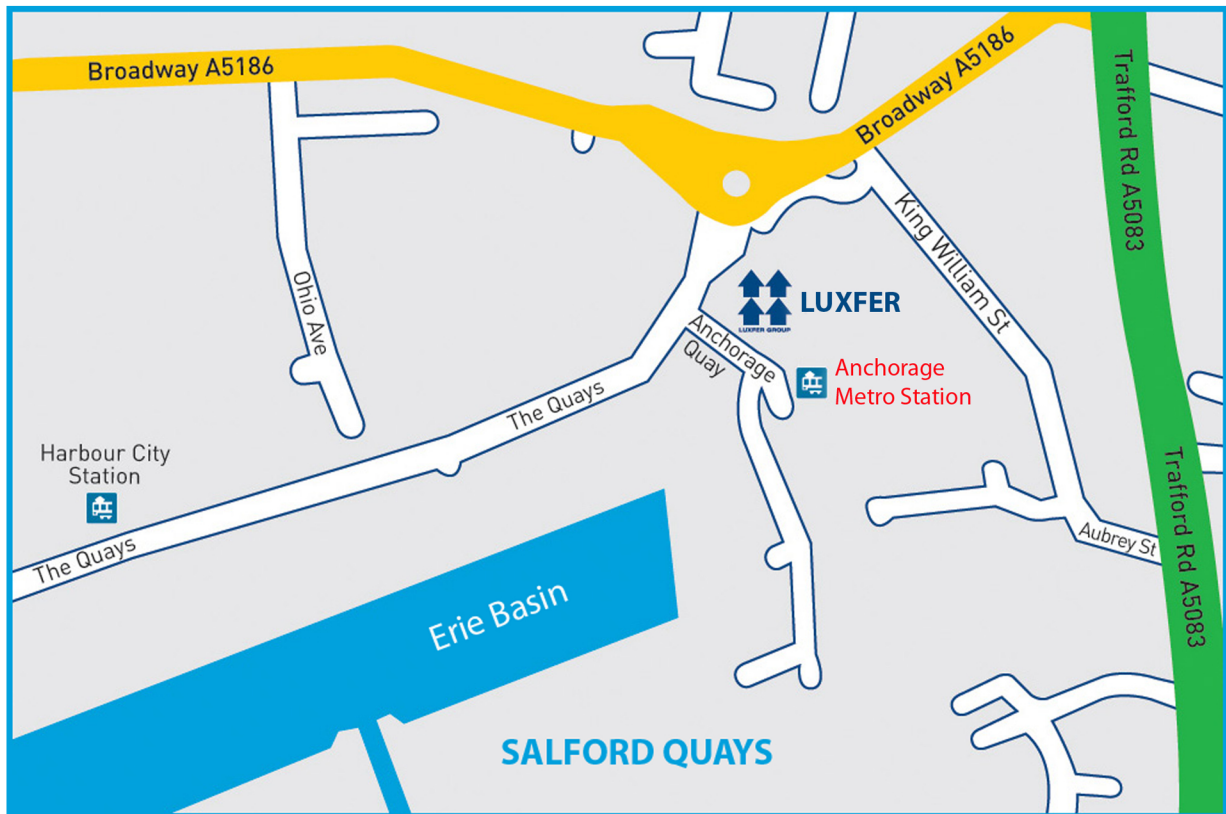 Broadway A5186
Broadway A5186
Trafford Rd A5083
King William St
Ohio Ave
LUXFER GROUP
LUXFER
Anchorage
Quay
Anchorage
Metro Station
The Quays
Harbour City
Station
The Quays
Aubrey St
Trafford Rd A5083
Erie Basin
SALFORD QUAYS